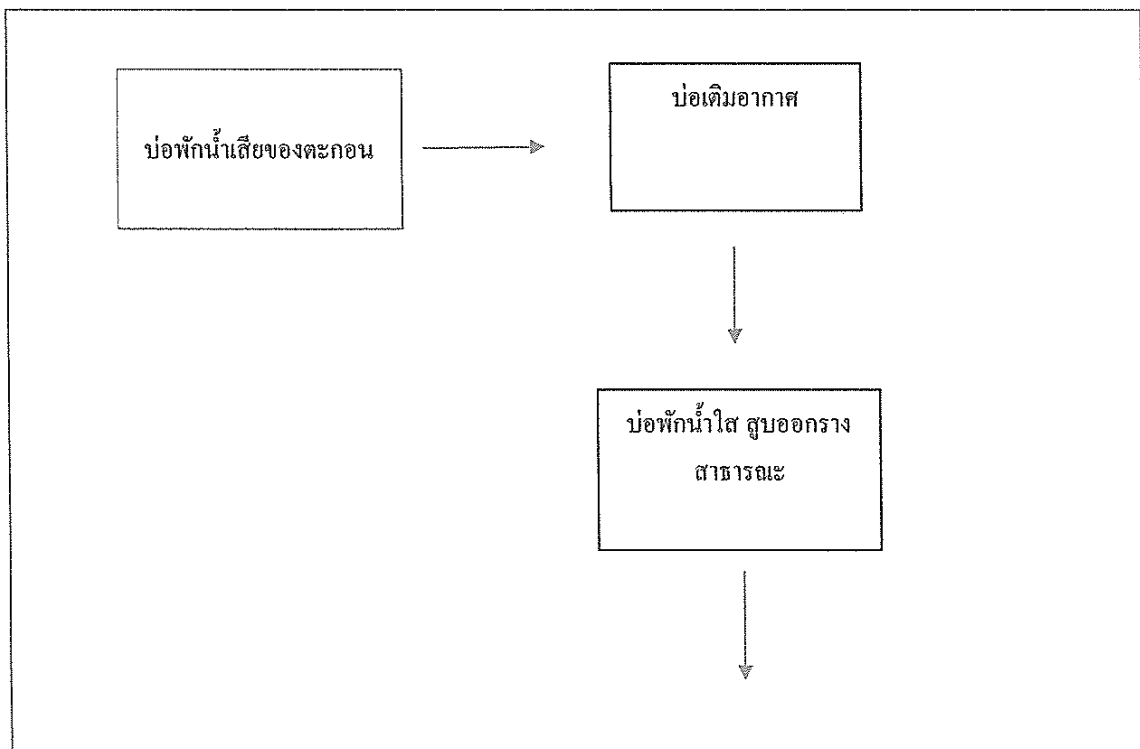 บ่อพักน้ำเสียของตะกอน
บ่อเติมอากาศ
บ่อพักน้ำใส สูบออกราง
สาธารณะ